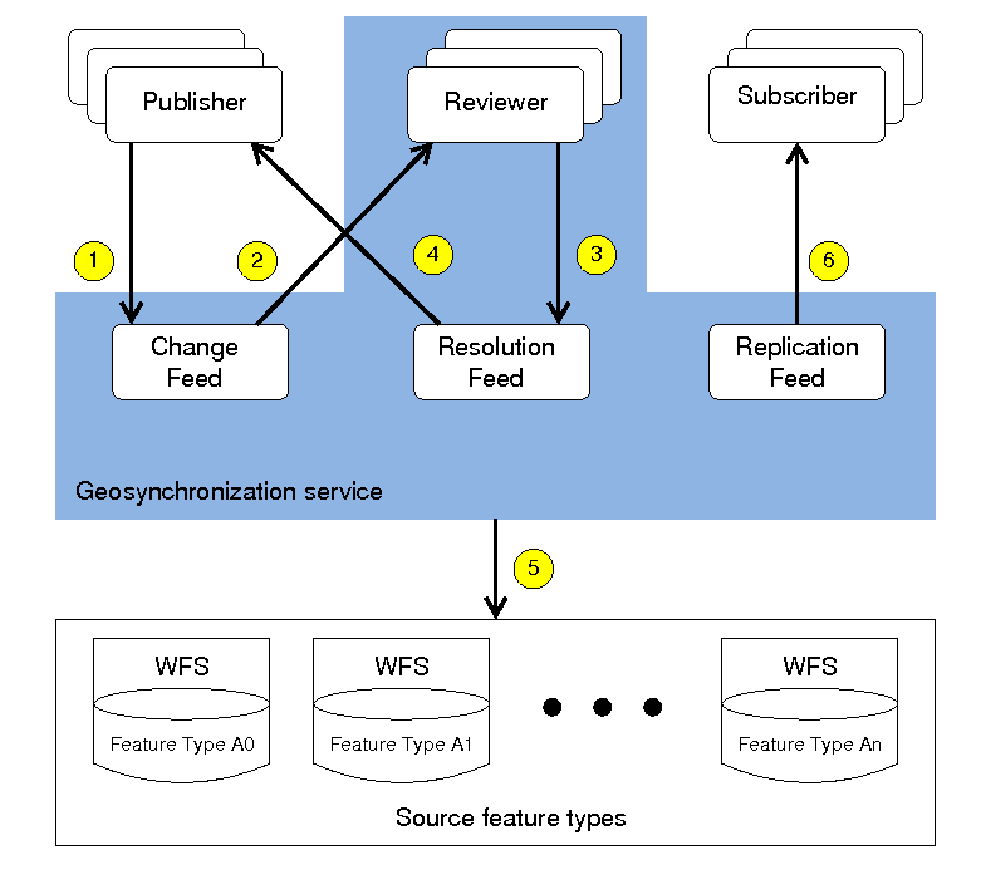 Publisher
Reviewer
Subscriber
1
2
4
3
6
Change
Feed
Resolution
Feed
Replication
Feed
Geosynchronization service
5
WFS
Feature Type A0
WFS
Feature Type A1
WFS
Feature Type An
Source feature types